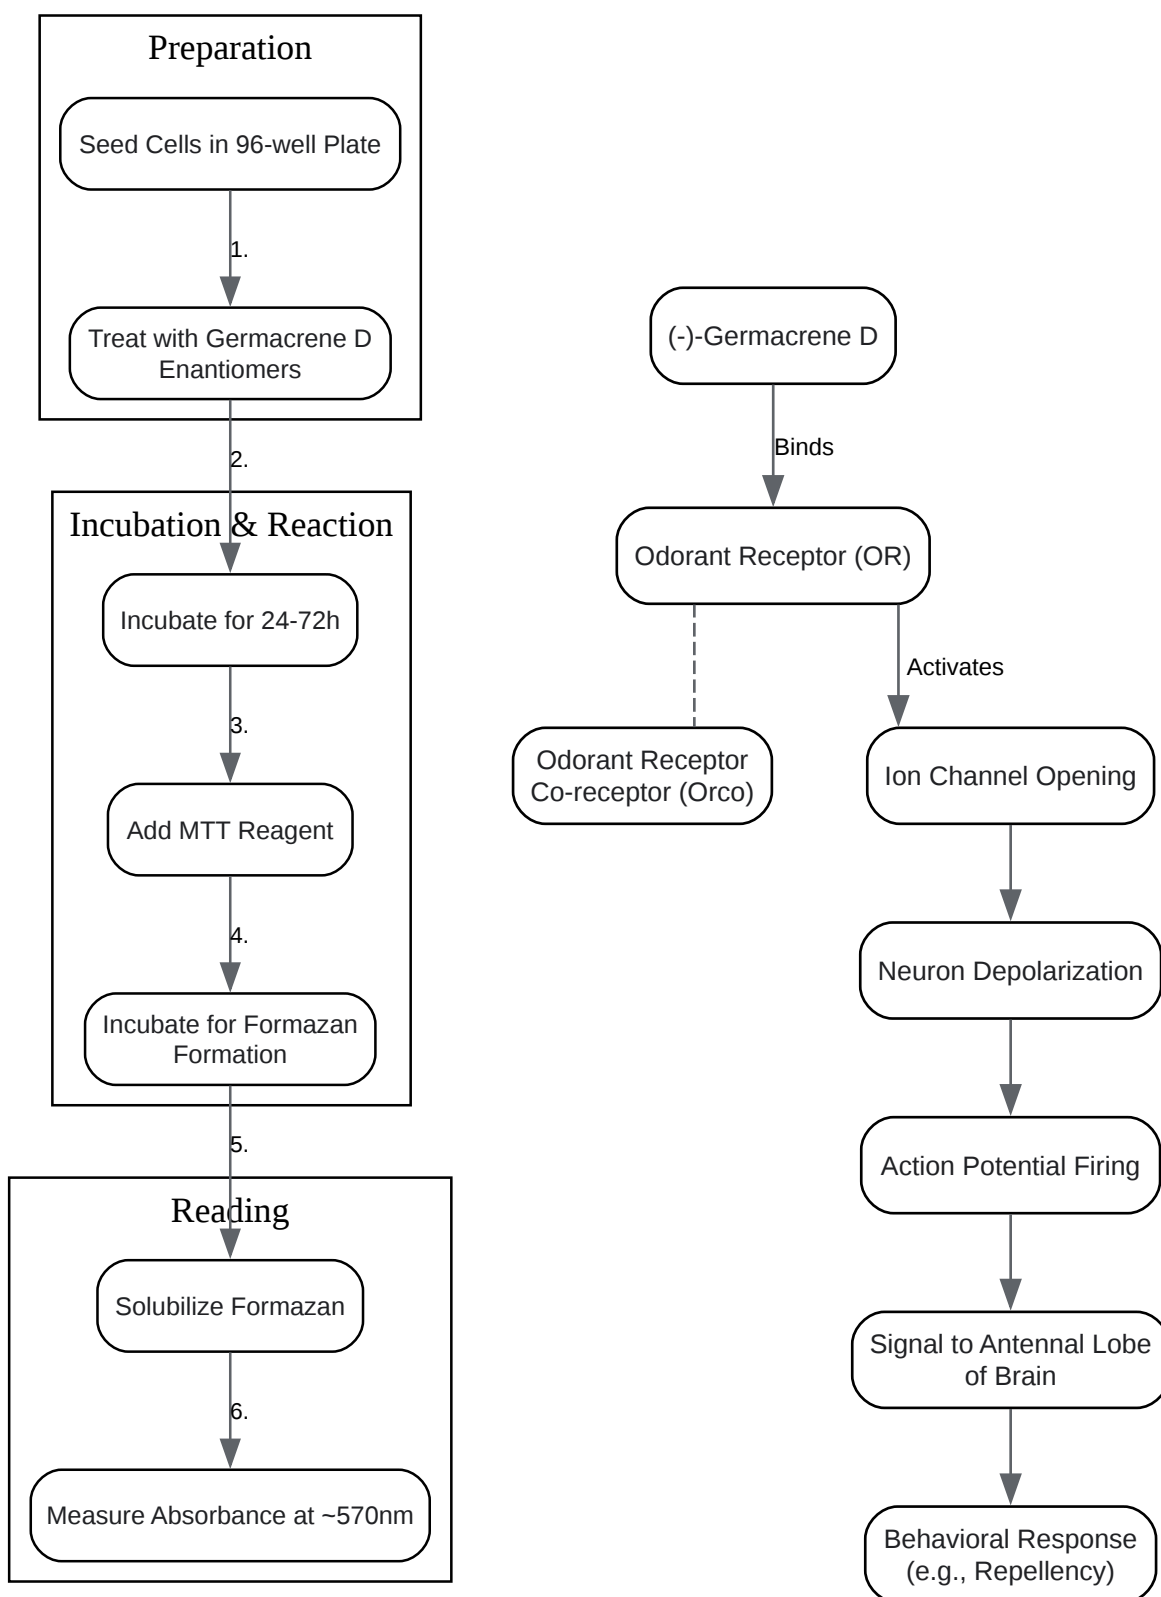 Preparation
Seed Cells in 96-well Plate
1.
Treat with Germacrene D
Enantiomers
2.
Incubation & Reaction
Incubate for 24-72h
3.
Add MTT Reagent
4.
Incubate for Formazan
Formation
5.
Reading
Solubilize Formazan
6.
Measure Absorbance at ~570nm
(-)-Germacrene D
Binds
Odorant Receptor (OR)
Activates
Odorant Receptor
Co-receptor (Orco)
Ion Channel Opening
Neuron Depolarization
Action Potential Firing
Signal to Antennal Lobe
of Brain
Behavioral Response
(e.g., Repellency)